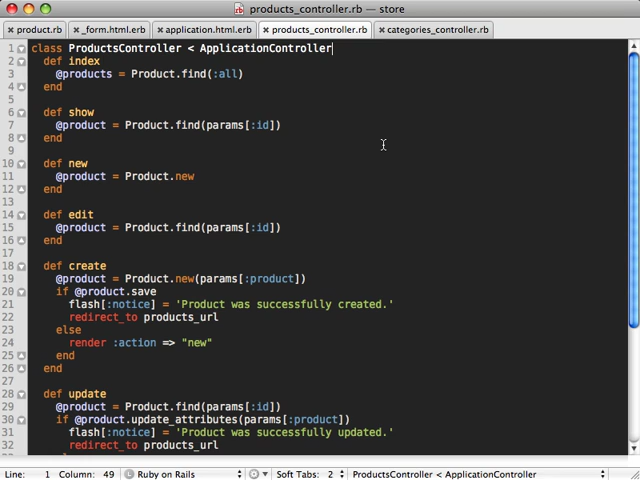 products_controller.rb — store
product.rb
_form.html.erb
application.html.erb
products_controller.rb
categories_controller.rb
1 class ProductsController < ApplicationController
2 def index
3 @products = Product.find(:all)
4 end
5
6 def show
7 @product = Product.find(params[:id])
8 end
9
10 def new
11 @product = Product.new
12 end
13
14 def edit
15 @product = Product.find(params[:id])
16 end
17
18 def create
19 @product = Product.new(params[:product])
20 if @product.save
21 flash[:notice] = 'Product was successfully created.'
22 redirect_to products_url
23 else
24 render :action => "new"
25 end
26 end
27
28 def update
29 @product = Product.find(params[:id])
30 if @product.update_attributes(params[:product])
31 flash[:notice] = 'Product was successfully updated.'
32 redirect_to products_url
Line: 1 Column: 49 Ruby on Rails Soft Tabs: 2 ProductsController < ApplicationController